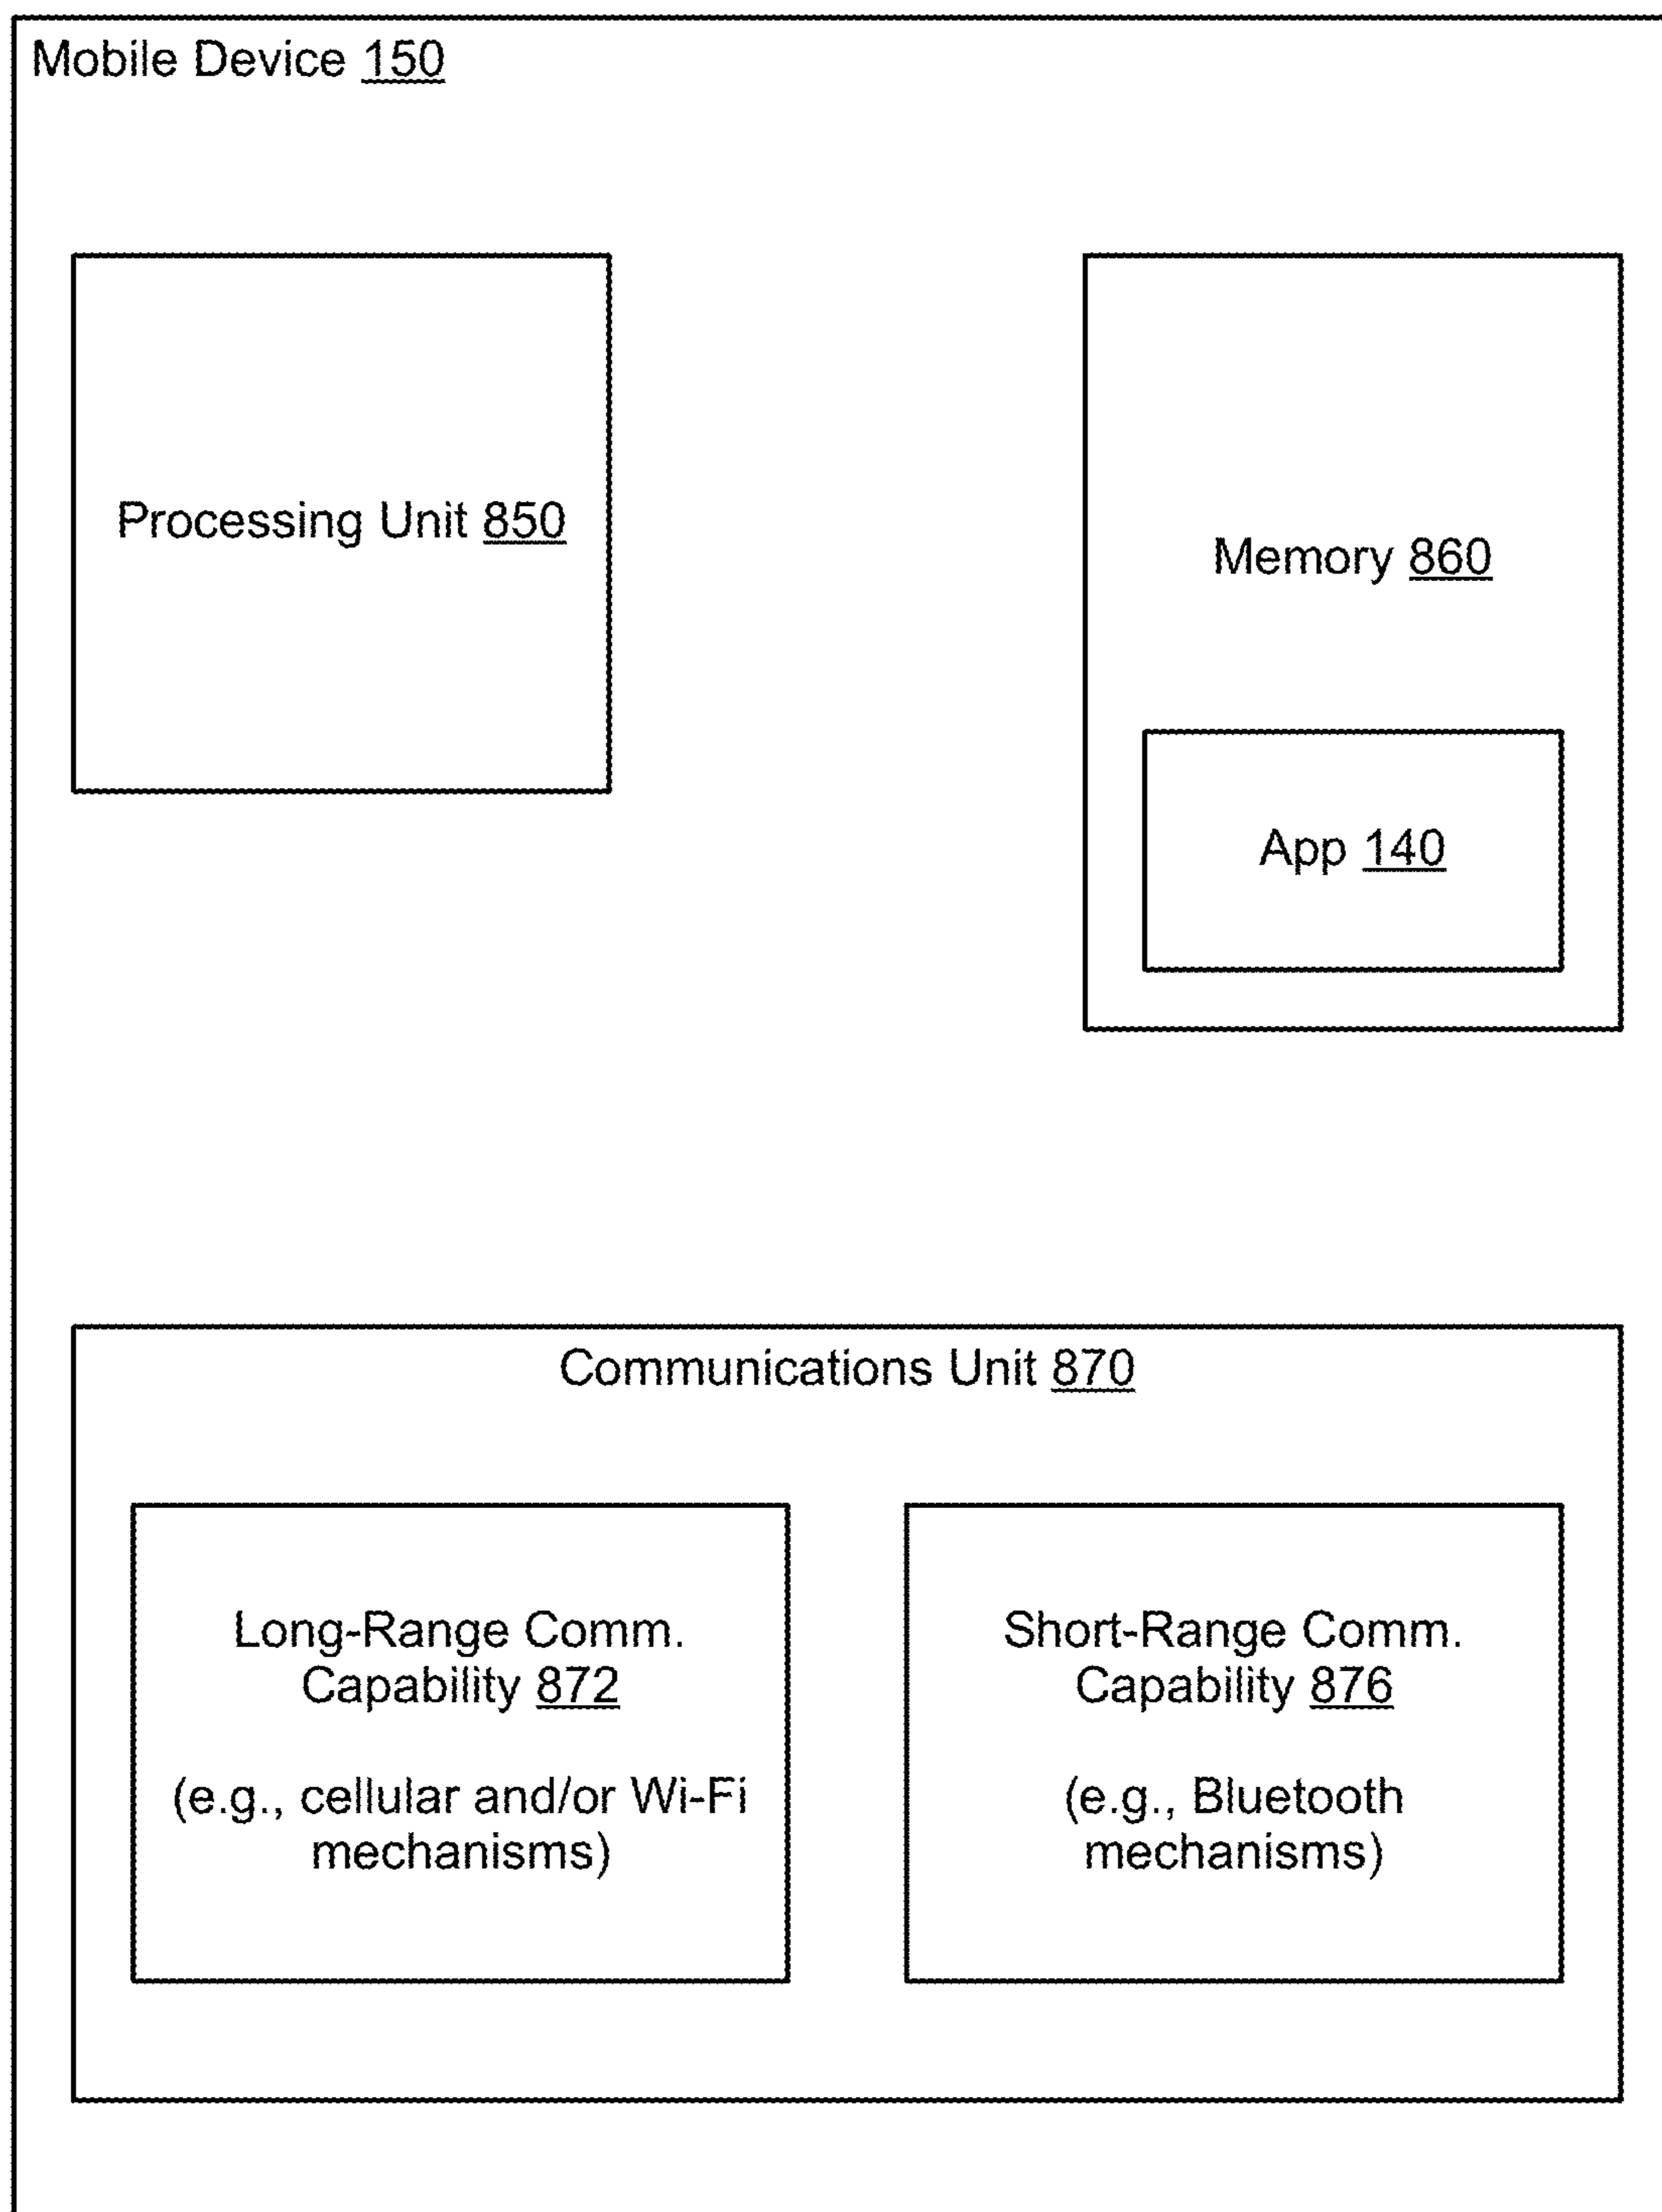 Mobile Device 150
Processing Unit 850
Memory 860
App 140
Communications Unit 870
Long-Range Comm.
Capability 872
(e.g., cellular and/or Wi-Fi
mechanisms)
Short-Range Comm.
Capability 876
(e.g., Bluetooth
mechanisms)